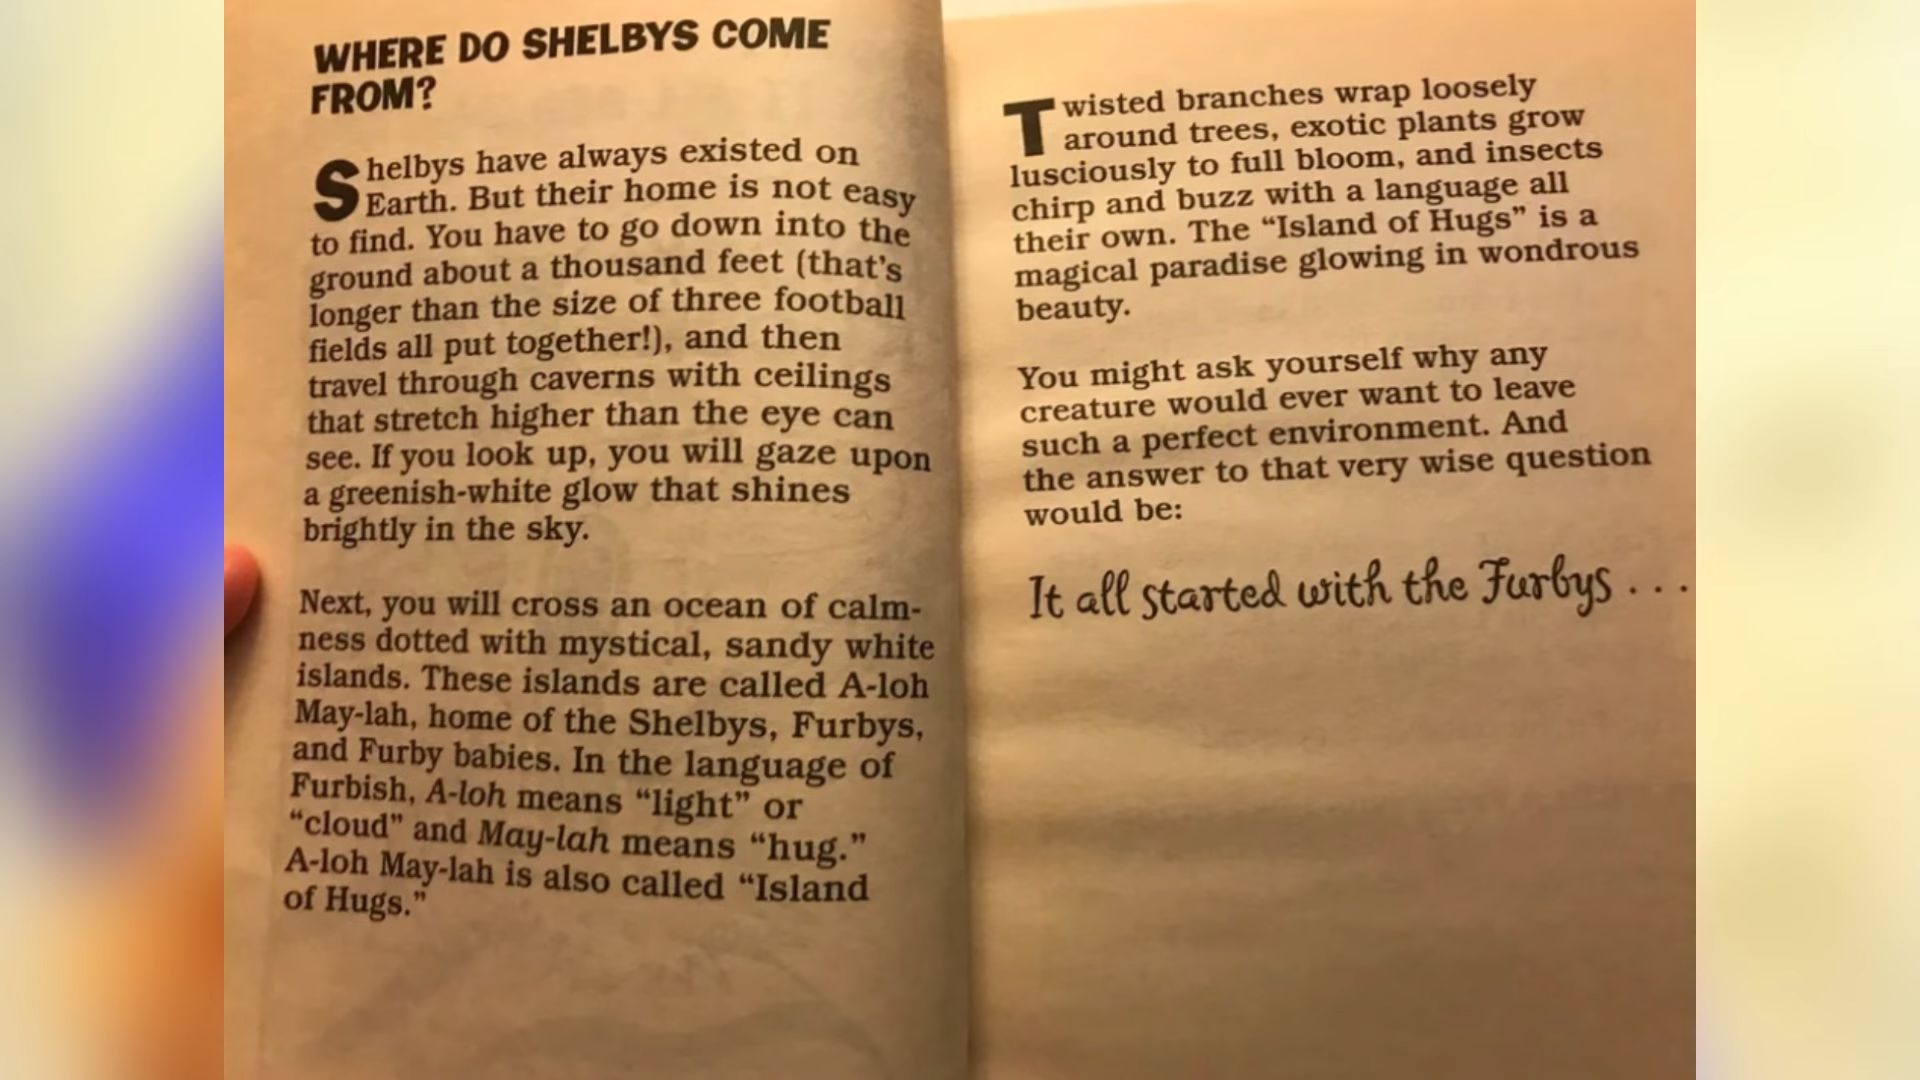 WHERE DO SHELBYS COME
FROM?
Shelbys have always existed on
Earth. But their home is not easy
to find. You have to go down into the
ground about a thousand feet (that's
longer than the size of three football
fields all put together!), and then
travel through caverns with ceilings
that stretch higher than the eye can
see. If you look up, you will gaze upon
a greenish-white glow that shines
brightly in the sky.
Next, you will cross an ocean of calm-
ness dotted with mystical, sandy white
islands. These islands are called A-loh
May-lah, home of the Shelbys, Furbys,
and Furby babies. In the language of
Furbish, A-loh means “light” or
“cloud” and May-lah means “hug.”
A-loh May-lah is also called “Island
of Hugs.”
Twisted branches wrap loosely
around trees, exotic plants grow
lusciously to full bloom, and insects
chirp and buzz with a language all
their own. The “Island of Hugs” is a
magical paradise glowing in wondrous
beauty.
You might ask yourself why any
creature would ever want to leave
such a perfect environment. And
the answer to that very wise question
would be:
It all started with the Furbys . . .